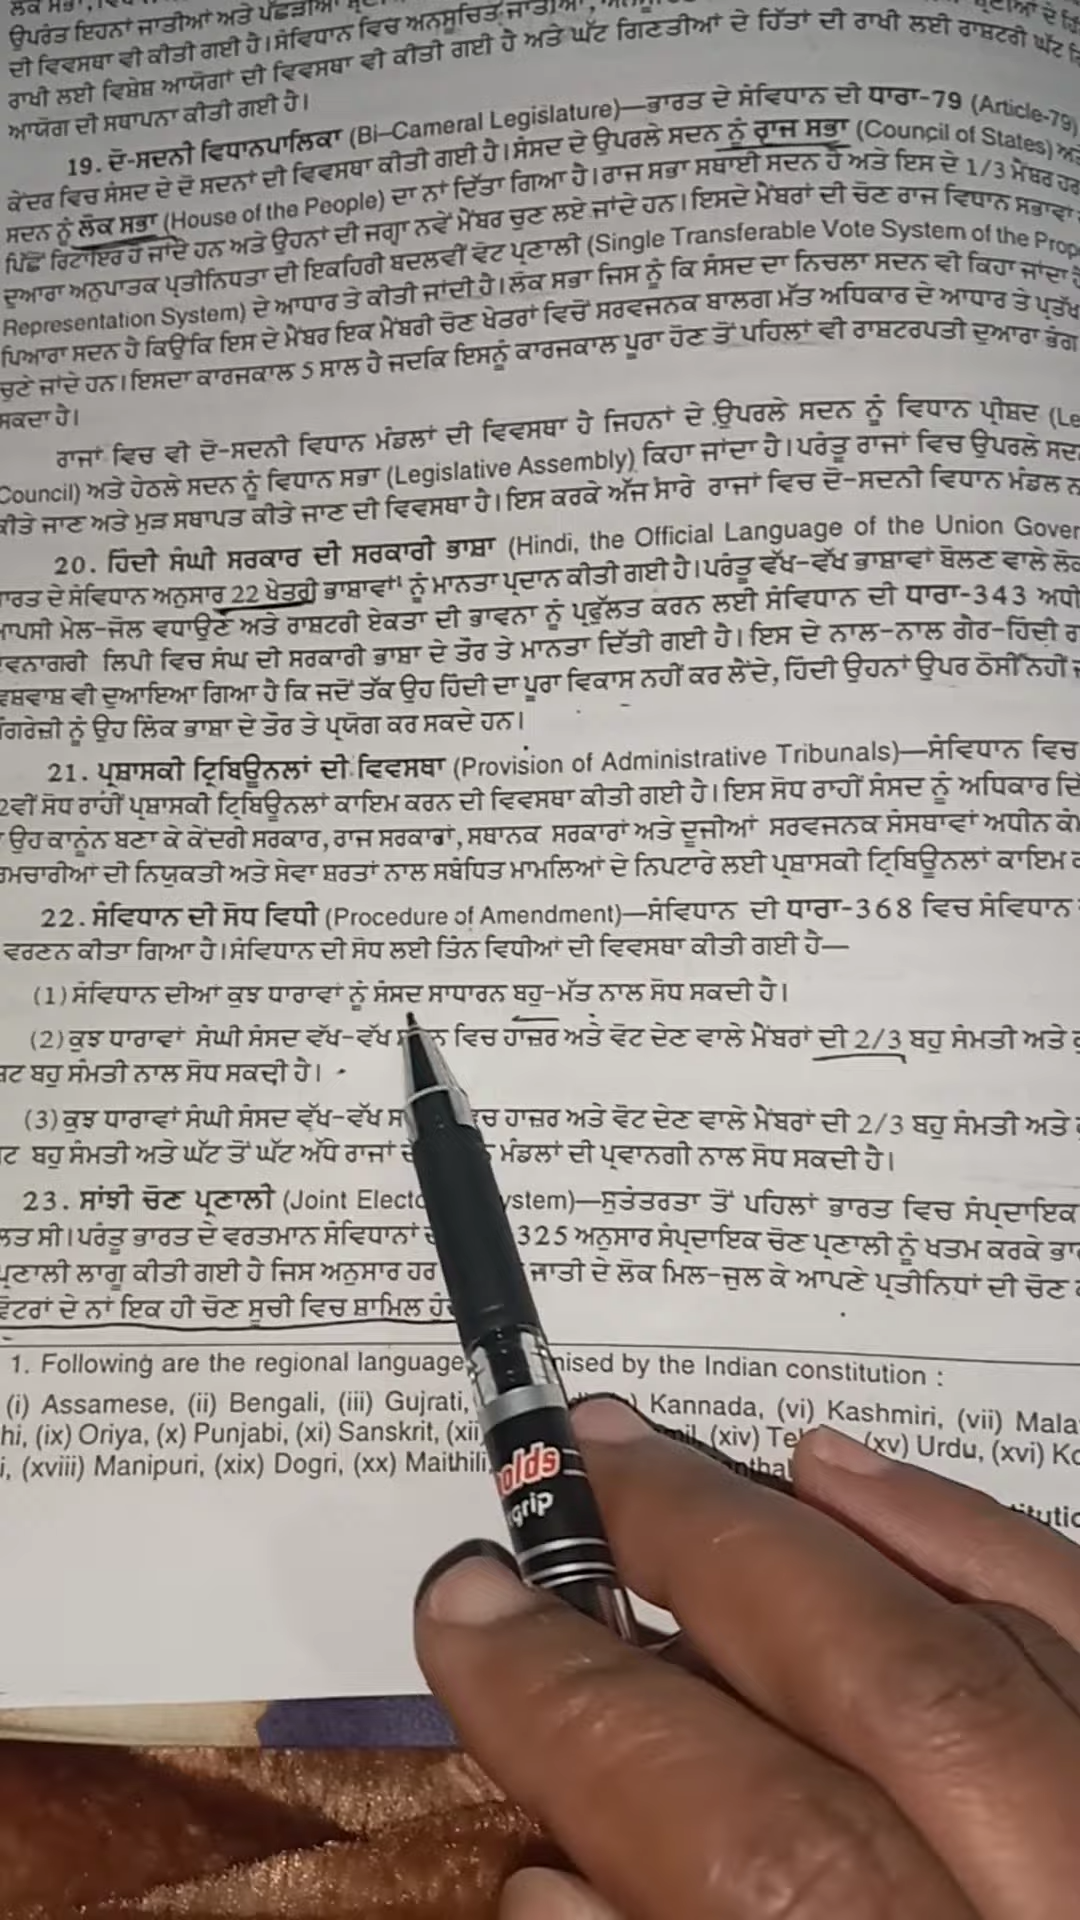 ਉਪਰੰਤ ਇਹਨਾਂ ਜਾਤੀਆਂ ਅਤੇ ਪੱਛੜੀਆਂ
ਦੀ ਵਿਵਸਥਾ ਵੀ ਕੀਤੀ ਗਈ ਹੈ। ਸੰਵਿਧਾਨ ਵਿਚ ਅਨੁਸੂਚਿਤ ਜਾਤੀਆਂ,
ਰਾਖੀ ਲਈ ਵਿਸ਼ੇਸ਼ ਆਯੋਗਾਂ ਦੀ ਵਿਵਸਥਾ ਵੀ ਕੀਤੀ ਗਈ ਹੈ ਅਤੇ ਘੱਟ ਗਿਣਤੀਆਂ ਦੇ ਹਿੱਤਾਂ ਦੀ ਰਾਖੀ ਲਈ ਰਾਸ਼ਟਰੀ ਘੱਟ
ਆਯੋਗ ਦੀ ਸਥਾਪਨਾ ਕੀਤੀ ਗਈ ਹੈ।
19. ਦੋ-ਸਦਨੀ ਵਿਧਾਨਪਾਲਿਕਾ (Bi–Cameral Legislature)—ਭਾਰਤ ਦੇ ਸੰਵਿਧਾਨ ਦੀ ਧਾਰਾ-79 (Article-79)
ਕੇਂਦਰ ਵਿਚ ਸੰਸਦ ਦੇ ਦੋ ਸਦਨਾਂ ਦੀ ਵਿਵਸਥਾ ਕੀਤੀ ਗਈ ਹੈ। ਸੰਸਦ ਦੇ ਉਪਰਲੇ ਸਦਨ ਨੂੰ ਰਾਜ ਸਭਾ (Council of States) ਅਤੇ
ਸਦਨ ਨੂੰ ਲੋਕ ਸਭਾ (House of the People) ਦਾ ਨਾਂ ਦਿੱਤਾ ਗਿਆ ਹੈ। ਰਾਜ ਸਭਾ ਸਥਾਈ ਸਦਨ ਹੈ ਅਤੇ ਇਸ ਦੇ 1/3 ਮੈਂਬਰ ਹਰ
ਪਿੱਛੋਂ ਰਿਟਾਇਰ ਹੋ ਜਾਂਦੇ ਹਨ ਅਤੇ ਉਹਨਾਂ ਦੀ ਜਗ੍ਹਾ ਨਵੇਂ ਮੈਂਬਰ ਚੁਣ ਲਏ ਜਾਂਦੇ ਹਨ। ਇਸਦੇ ਮੈਂਬਰਾਂ ਦੀ ਚੋਣ ਰਾਜ ਵਿਧਾਨ ਸਭਾਵਾਂ
ਦੁਆਰਾ ਅਨੁਪਾਤਕ ਪ੍ਰਤੀਨਿਧਤਾ ਦੀ ਇਕਹਿਰੀ ਬਦਲਵੀਂ ਵੋਟ ਪ੍ਰਣਾਲੀ (Single Transferable Vote System of the
Representation System) ਦੇ ਆਧਾਰ ਤੇ ਕੀਤੀ ਜਾਂਦੀ ਹੈ। ਲੋਕ ਸਭਾ ਜਿਸ ਨੂੰ ਕਿ ਸੰਸਦ ਦਾ ਨਿਚਲਾ ਸਦਨ ਵੀ ਕਿਹਾ ਜਾਂਦਾ ਹੈ
ਪਿਆਰਾ ਸਦਨ ਹੈ ਕਿਉਂਕਿ ਇਸ ਦੇ ਮੈਂਬਰ ਇਕ ਮੈਂਬਰੀ ਚੋਣ ਖੇਤਰਾਂ ਵਿਚੋਂ ਸਰਵਜਨਕ ਬਾਲਗ ਮੱਤ ਅਧਿਕਾਰ ਦੇ ਆਧਾਰ ਤੇ ਪ੍ਰਤੱਖ
ਚੁਣੇ ਜਾਂਦੇ ਹਨ। ਇਸਦਾ ਕਾਰਜਕਾਲ 5 ਸਾਲ ਹੈ ਜਦਕਿ ਇਸਨੂੰ ਕਾਰਜਕਾਲ ਪੂਰਾ ਹੋਣ ਤੋਂ ਪਹਿਲਾਂ ਵੀ ਰਾਸ਼ਟਰਪਤੀ ਦੁਆਰਾ ਭੰਗ
ਸਕਦਾ ਹੈ।
ਰਾਜਾਂ ਵਿਚ ਵੀ ਦੋ-ਸਦਨੀ ਵਿਧਾਨ ਮੰਡਲਾਂ ਦੀ ਵਿਵਸਥਾ ਹੈ ਜਿਹਨਾਂ ਦੇ ਉਪਰਲੇ ਸਦਨ ਨੂੰ ਵਿਧਾਨ ਪ੍ਰੀਸ਼ਦ
Council) ਅਤੇ ਹੇਠਲੇ ਸਦਨ ਨੂੰ ਵਿਧਾਨ ਸਭਾ (Legislative Assembly) ਕਿਹਾ ਜਾਂਦਾ ਹੈ। ਪਰੰਤੂ ਰਾਜਾਂ ਵਿਚ ਉਪਰਲੇ
ਕੀਤੇ ਜਾਣ ਅਤੇ ਮੁੜ ਸਥਾਪਤ ਕੀਤੇ ਜਾਣ ਦੀ ਵਿਵਸਥਾ ਹੈ। ਇਸ ਕਰਕੇ ਅੱਜ ਸਾਰੇ ਰਾਜਾਂ ਵਿਚ ਦੋ-ਸਦਨੀ ਵਿਧਾਨ ਮੰਡਲ
20. ਹਿੰਦੀ ਸੰਘੀ ਸਰਕਾਰ ਦੀ ਸਰਕਾਰੀ ਭਾਸ਼ਾ (Hindi, the Official Language of the Union
ਭਾਰਤ ਦੇ ਸੰਵਿਧਾਨ ਅਨੁਸਾਰ 22 ਖੇਤਰੀ ਭਾਸ਼ਾਵਾਂ¹ ਨੂੰ ਮਾਨਤਾ ਪ੍ਰਦਾਨ ਕੀਤੀ ਗਈ ਹੈ। ਪਰੰਤੂ ਵੱਖ-ਵੱਖ ਭਾਸ਼ਾਵਾਂ ਬੋਲਣ ਵਾਲੇ
ਆਪਸੀ ਮੇਲ-ਜੋਲ ਵਧਾਉਣ ਅਤੇ ਰਾਸ਼ਟਰੀ ਏਕਤਾ ਦੀ ਭਾਵਨਾ ਨੂੰ ਪ੍ਰਫੁੱਲਤ ਕਰਨ ਲਈ ਸੰਵਿਧਾਨ ਦੀ ਧਾਰਾ-343 ਅਧੀ
ਲਿਪੀ ਵਿਚ ਸੰਘ ਦੀ ਸਰਕਾਰੀ ਭਾਸ਼ਾ ਦੇ ਤੌਰ ਤੇ ਮਾਨਤਾ ਦਿੱਤੀ ਗਈ ਹੈ। ਇਸ ਦੇ ਨਾਲ-ਨਾਲ ਗੈਰ-ਹਿੰਦੀ
ਵੀ ਦੁਆਇਆ ਗਿਆ ਹੈ ਕਿ ਜਦੋਂ ਤੱਕ ਉਹ ਹਿੰਦੀ ਦਾ ਪੂਰਾ ਵਿਕਾਸ ਨਹੀਂ ਕਰ ਲੈਂਦੇ, ਹਿੰਦੀ ਉਹਨਾਂ ਉਪਰ ਠੋਸੀ ਨਹੀਂ
ਨੂੰ ਉਹ ਲਿੰਕ ਭਾਸ਼ਾ ਦੇ ਤੌਰ ਤੇ ਪ੍ਰਯੋਗ ਕਰ ਸਕਦੇ ਹਨ।
21. ਪ੍ਰਸ਼ਾਸਕੀ ਟ੍ਰਿਬਿਊਨਲਾਂ ਦੀ ਵਿਵਸਥਾ (Provision of Administrative Tribunals)—ਸੰਵਿਧਾਨ ਵਿਚ
2ਵੀਂ ਸੋਧ ਰਾਹੀਂ ਪ੍ਰਸ਼ਾਸਕੀ ਟ੍ਰਿਬਿਊਨਲਾਂ ਕਾਇਮ ਕਰਨ ਦੀ ਵਿਵਸਥਾ ਕੀਤੀ ਗਈ ਹੈ। ਇਸ ਸੋਧ ਰਾਹੀਂ ਸੰਸਦ ਨੂੰ ਅਧਿਕਾਰ
ਉਹ ਕਾਨੂੰਨ ਬਣਾ ਕੇ ਕੇਂਦਰੀ ਸਰਕਾਰ, ਰਾਜ ਸਰਕਾਰਾਂ, ਸਥਾਨਕ ਸਰਕਾਰਾਂ ਅਤੇ ਦੂਜੀਆਂ ਸਰਵਜਨਕ ਸੰਸਥਾਵਾਂ ਅਧੀਨ
ਦੀ ਨਿਯੁਕਤੀ ਅਤੇ ਸੇਵਾ ਸ਼ਰਤਾਂ ਨਾਲ ਸਬੰਧਿਤ ਮਾਮਲਿਆਂ ਦੇ ਨਿਪਟਾਰੇ ਲਈ ਪ੍ਰਸ਼ਾਸਕੀ ਟ੍ਰਿਬਿਊਨਲਾਂ ਕਾਇਮ
22. ਸੰਵਿਧਾਨ ਦੀ ਸੋਧ ਵਿਧੀ (Procedure of Amendment)—ਸੰਵਿਧਾਨ ਦੀ ਧਾਰਾ-368 ਵਿਚ ਸੰਵਿਧਾਨ
ਵਰਣਨ ਕੀਤਾ ਗਿਆ ਹੈ। ਸੰਵਿਧਾਨ ਦੀ ਸੋਧ ਲਈ ਤਿੰਨ ਵਿਧੀਆਂ ਦੀ ਵਿਵਸਥਾ ਕੀਤੀ ਗਈ ਹੈ—
(1) ਸੰਵਿਧਾਨ ਦੀਆਂ ਕੁਝ ਧਾਰਾਵਾਂ ਨੂੰ ਸੰਸਦ ਸਾਧਾਰਨ ਬਹੁ-ਮੱਤ ਨਾਲ ਸੋਧ ਸਕਦੀ ਹੈ।
(2) ਕੁਝ ਧਾਰਾਵਾਂ ਸੰਘੀ ਸੰਸਦ ਵੱਖ-ਵੱਖ ਵਿਚ ਹਾਜ਼ਰ ਅਤੇ ਵੋਟ ਦੇਣ ਵਾਲੇ ਮੈਂਬਰਾਂ ਦੀ 2/3 ਬਹੁ ਸੰਮਤੀ ਅਤੇ
ਬਹੁ ਸੰਮਤੀ ਨਾਲ ਸੋਧ ਸਕਦੀ ਹੈ।
(3) ਕੁਝ ਧਾਰਾਵਾਂ ਸੰਘੀ ਸੰਸਦ ਵੱਖ-ਵੱਖ ਹਾਜ਼ਰ ਅਤੇ ਵੋਟ ਦੇਣ ਵਾਲੇ ਮੈਂਬਰਾਂ ਦੀ 2/3 ਬਹੁ ਸੰਮਤੀ ਅਤੇ
ਬਹੁ ਸੰਮਤੀ ਅਤੇ ਘੱਟ ਤੋਂ ਘੱਟ ਅੱਧੇ ਰਾਜਾਂ ਮੰਡਲਾਂ ਦੀ ਪ੍ਰਵਾਨਗੀ ਨਾਲ ਸੋਧ ਸਕਦੀ ਹੈ।
23. ਸਾਂਝੀ ਚੋਣ ਪ੍ਰਣਾਲੀ (Joint ystem)—ਸੁਤੰਤਰਤਾ ਤੋਂ ਪਹਿਲਾਂ ਭਾਰਤ ਵਿਚ ਸੰਪ੍ਰਦਾਇਕ
ਸੀ। ਪਰੰਤੂ ਭਾਰਤ ਦੇ ਵਰਤਮਾਨ ਸੰਵਿਧਾਨਾਂ 325 ਅਨੁਸਾਰ ਸੰਪ੍ਰਦਾਇਕ ਚੋਣ ਪ੍ਰਣਾਲੀ ਨੂੰ ਖਤਮ ਕਰਕੇ
ਪ੍ਰਣਾਲੀ ਲਾਗੂ ਕੀਤੀ ਗਈ ਹੈ ਜਿਸ ਅਨੁਸਾਰ ਹਰ ਜਾਤੀ ਦੇ ਲੋਕ ਮਿਲ-ਜੁਲ ਕੇ ਆਪਣੇ ਪ੍ਰਤੀਨਿਧਾਂ ਦੀ ਚੋਣ
ਵੋਟਰਾਂ ਦੇ ਨਾਂ ਇਕ ਹੀ ਚੋਣ ਸੂਚੀ ਵਿਚ ਸ਼ਾਮਿਲ
1. Following are the regional language nised by the Indian constitution :
(i) Assamese, (ii) Bengali, (iii) Gujrati, Kannada, (vi) Kashmiri, (vii)
hi, (ix) Oriya, (x) Punjabi, (xi) Sanskrit, (xii) (xiv) (xv) Urdu, (xvi)
i, (xviii) Manipuri, (xix) Dogri, (xx) Maithili,
olds
grip